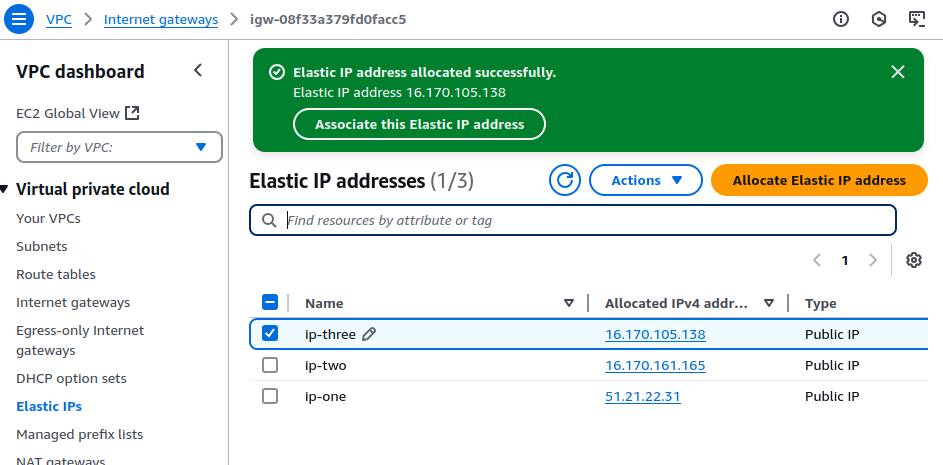 VPC > Internet gateways > igw-08f33a379fd0facc5
VPC dashboard
EC2 Global View
Filter by VPC:
Virtual private cloud
Your VPCs
Subnets
Route tables
Internet gateways
Egress-only Internet
gateways
DHCP option sets
Elastic IPs
Managed prefix lists
NAT gateways
Elastic IP address allocated successfully.
Elastic IP address 16.170.105.138
Associate this Elastic IP address
Elastic IP addresses (1/3)
Actions
Allocate Elastic IP address
Find resources by attribute or tag
1
Name Allocated IPv4 addr... Type
ip-three 16.170.105.138 Public IP
ip-two 16.170.161.165 Public IP
ip-one 51.21.22.31 Public IP